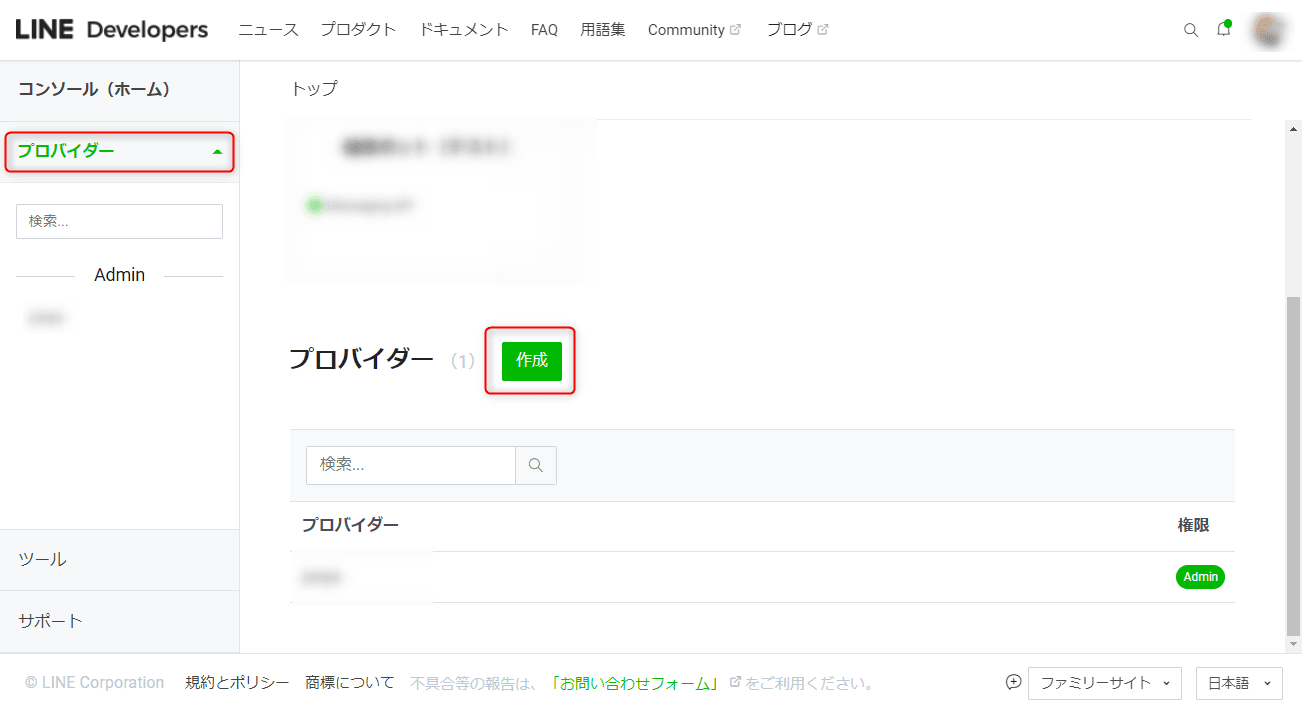 LINE Developers ニュース プロダクト ドキュメント FAQ 用語集 Community ブログ
コンソール（ホーム）
プロバイダー
検索...
Admin
ツール
サポート
トップ
プロバイダー （1） 作成
検索...
プロバイダー 権限
Admin
© LINE Corporation 規約とポリシー 商標について 不具合等の報告は、「お問い合わせフォーム」 をご利用ください。 ファミリーサイト 日本語